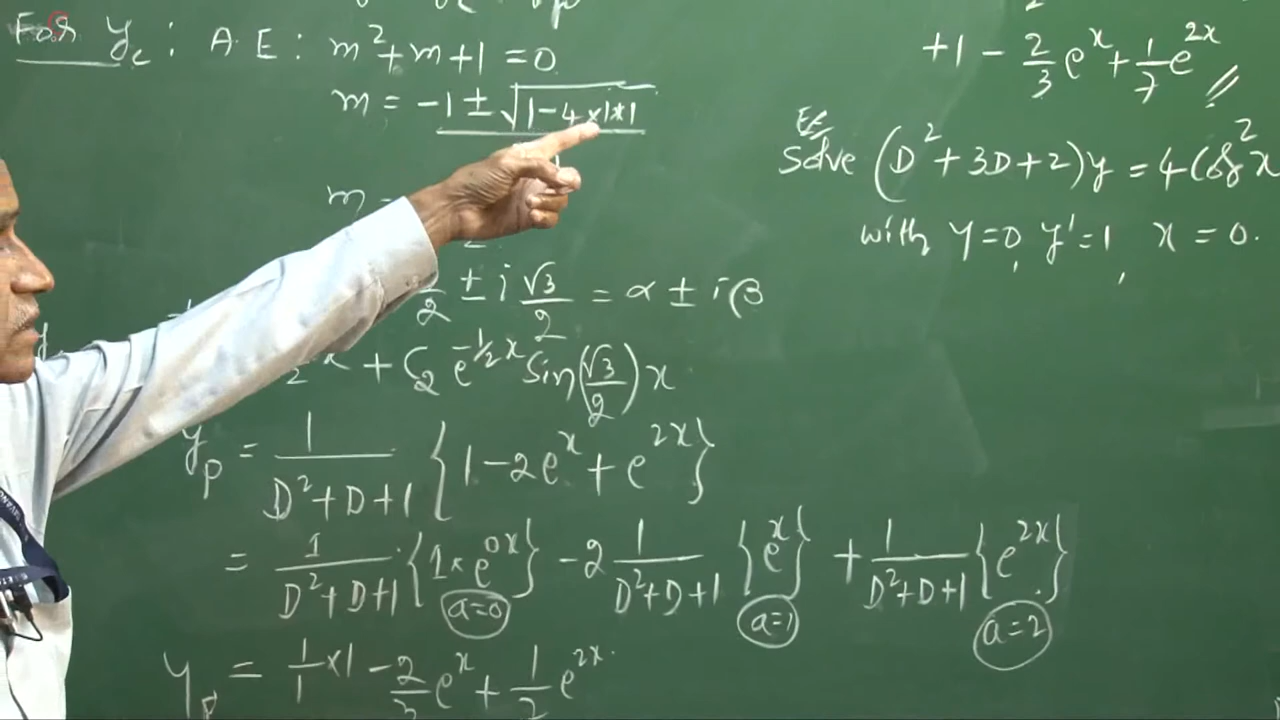 For y_c : A E : m² + m + 1 = 0
m = -1 ± √(1 - 4 × 1 * 1)
m =
/2 ± i √3/2 = α ± iβ
2 x + C₂ e^(-1/2 x) Sin(√3/2) x
y_p = 1/(D² + D + 1) { 1 - 2e^x + e^(2x) }
= 1/(D² + D + 1) { 1 × e^(0x) } - 2 1/(D² + D + 1) { e^x } + 1/(D² + D + 1) { e^(2x) }
a=0 a=1 a=2
y_p = 1/1 × 1 - 2/3 e^x + 1/7 e^(2x)
+1 - 2/3 e^x + 1/7 e^(2x) //
Solve (D² + 3D + 2)y = 4 Cos² x
with y=0, y'=1, x = 0.